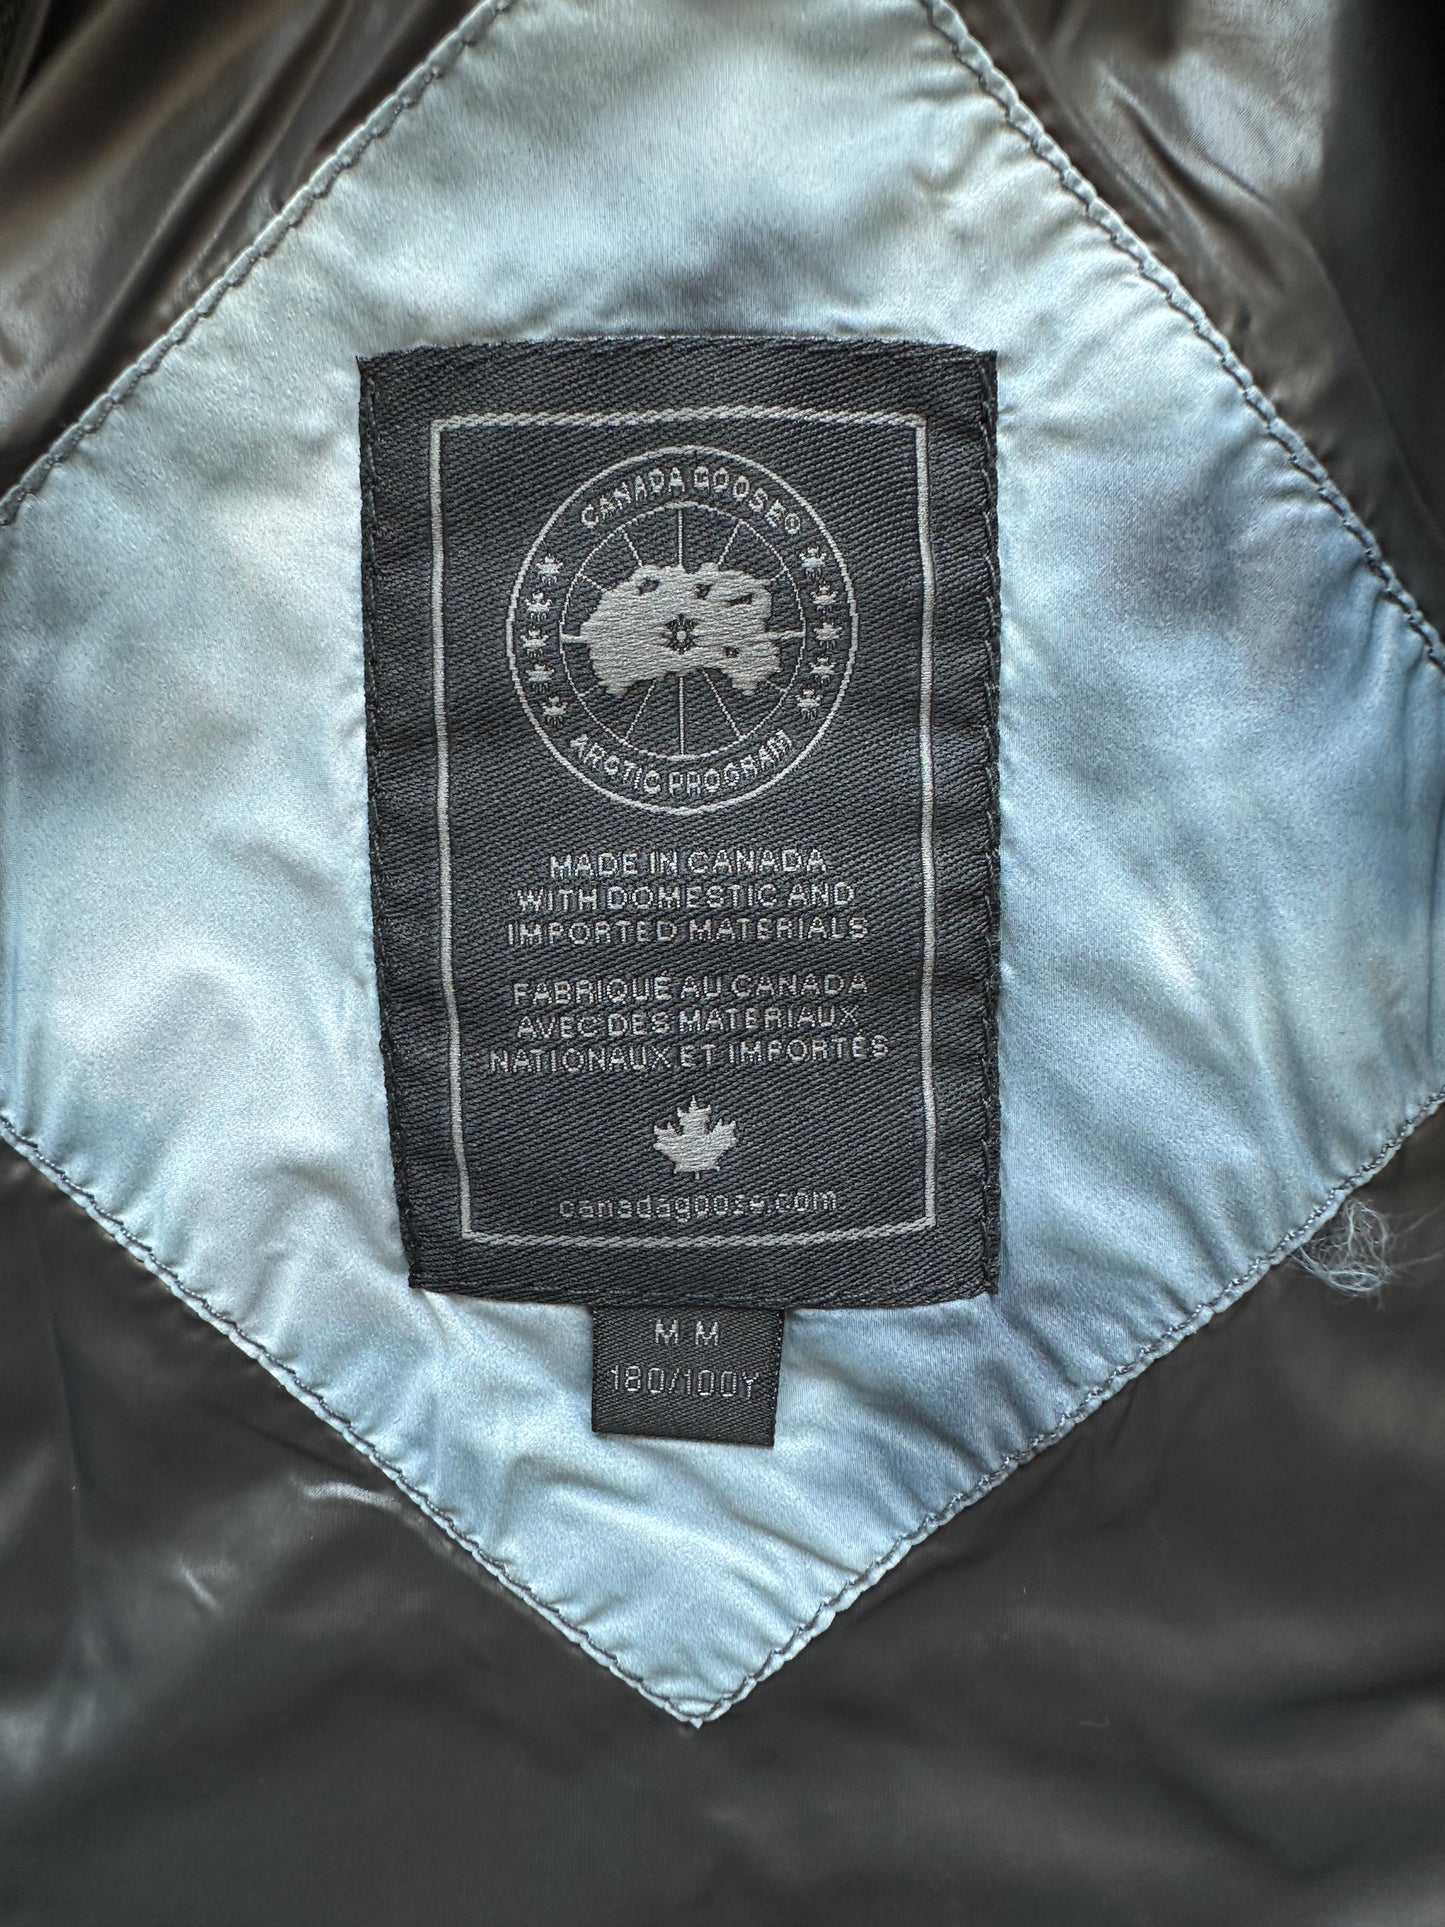 CANADA GOOSE®
ARCTIC PROGRAM
MADE IN CANADA
WITH DOMESTIC AND
IMPORTED MATERIALS
FABRIQUÉ AU CANADA
AVEC DES MATERIAUX
NATIONAUX ET IMPORTÉS
canadagoose.com
M M
180/100Y